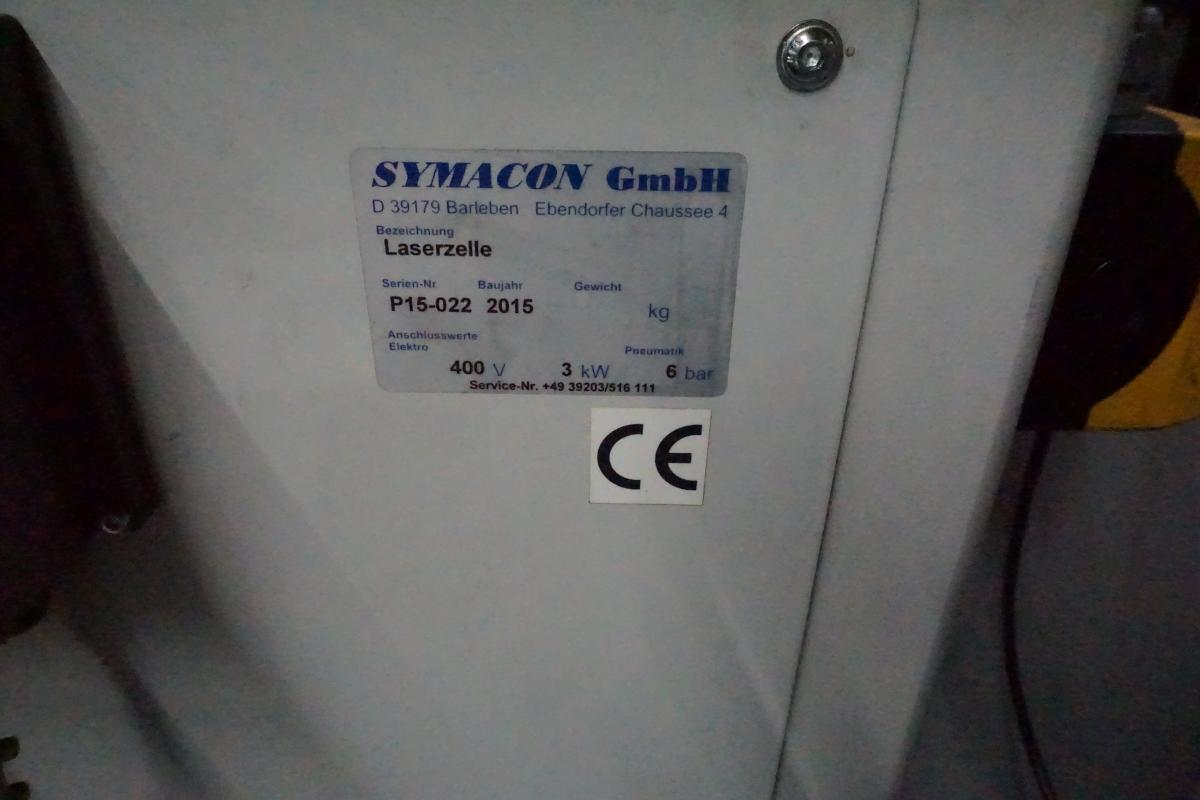 SYMACON GmbH
D 39179 Barleben Ebendorfer Chaussee 4
Bezeichnung
Laserzelle
Serien-Nr Baujahr Gewicht
P15-022 2015 kg
Anschlusswerte
Elektro Pneumatik
400 V 3 kW 6 bar
Service-Nr. +49 39203/516 111
CE